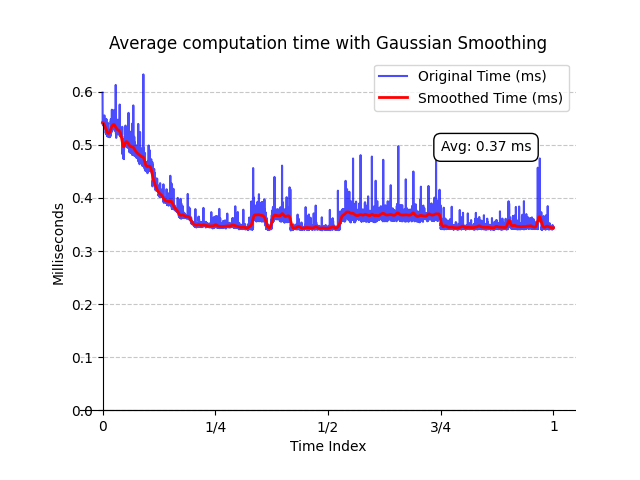 Average computation time with Gaussian Smoothing
Original Time (ms)
Smoothed Time (ms)
Avg: 0.37 ms
Milliseconds
0.6
0.5
0.4
0.3
0.2
0.1
0.0
0 1/4 1/2 3/4 1
Time Index